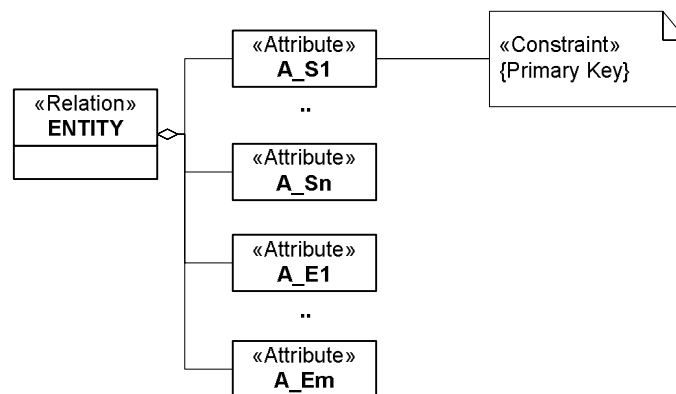 «Attribute»
A_S1
«Constraint»
{Primary Key}
..
«Relation»
ENTITY
«Attribute»
A_Sn
«Attribute»
A_E1
..
«Attribute»
A_Em